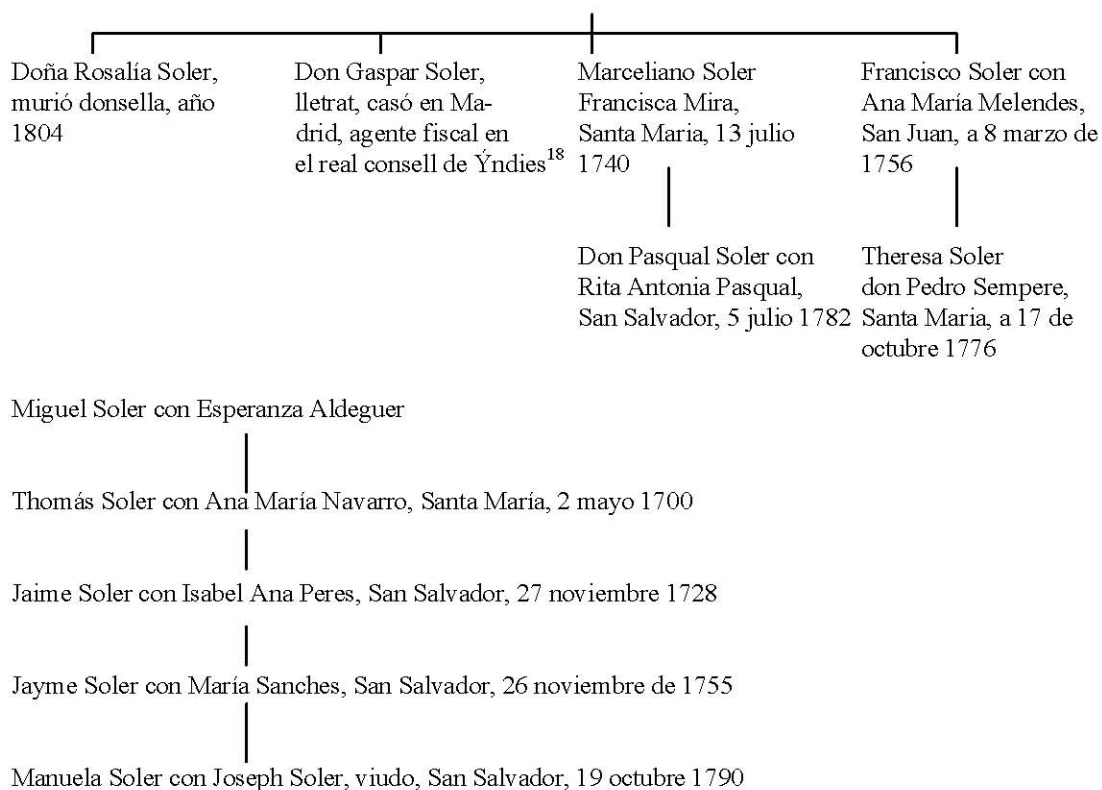 Doña Rosalía Soler,
murió donsella, año
1804
Don Gaspar Soler,
lletrat, casó en Ma-
drid, agente fiscal en
el real consell de Ýndies18
Marceliano Soler
Francisca Mira,
Santa Maria, 13 julio
1740
Francisco Soler con
Ana María Melendes,
San Juan, a 8 marzo de
1756
Don Pasqual Soler con
Rita Antonia Pasqual,
San Salvador, 5 julio 1782
Theresa Soler
don Pedro Sempere,
Santa Maria, a 17 de
octubre 1776
Miguel Soler con Esperanza Aldeguer
Thomás Soler con Ana María Navarro, Santa María, 2 mayo 1700
Jaime Soler con Isabel Ana Peres, San Salvador, 27 noviembre 1728
Jayme Soler con María Sanches, San Salvador, 26 noviembre de 1755
Manuela Soler con Joseph Soler, viudo, San Salvador, 19 octubre 1790